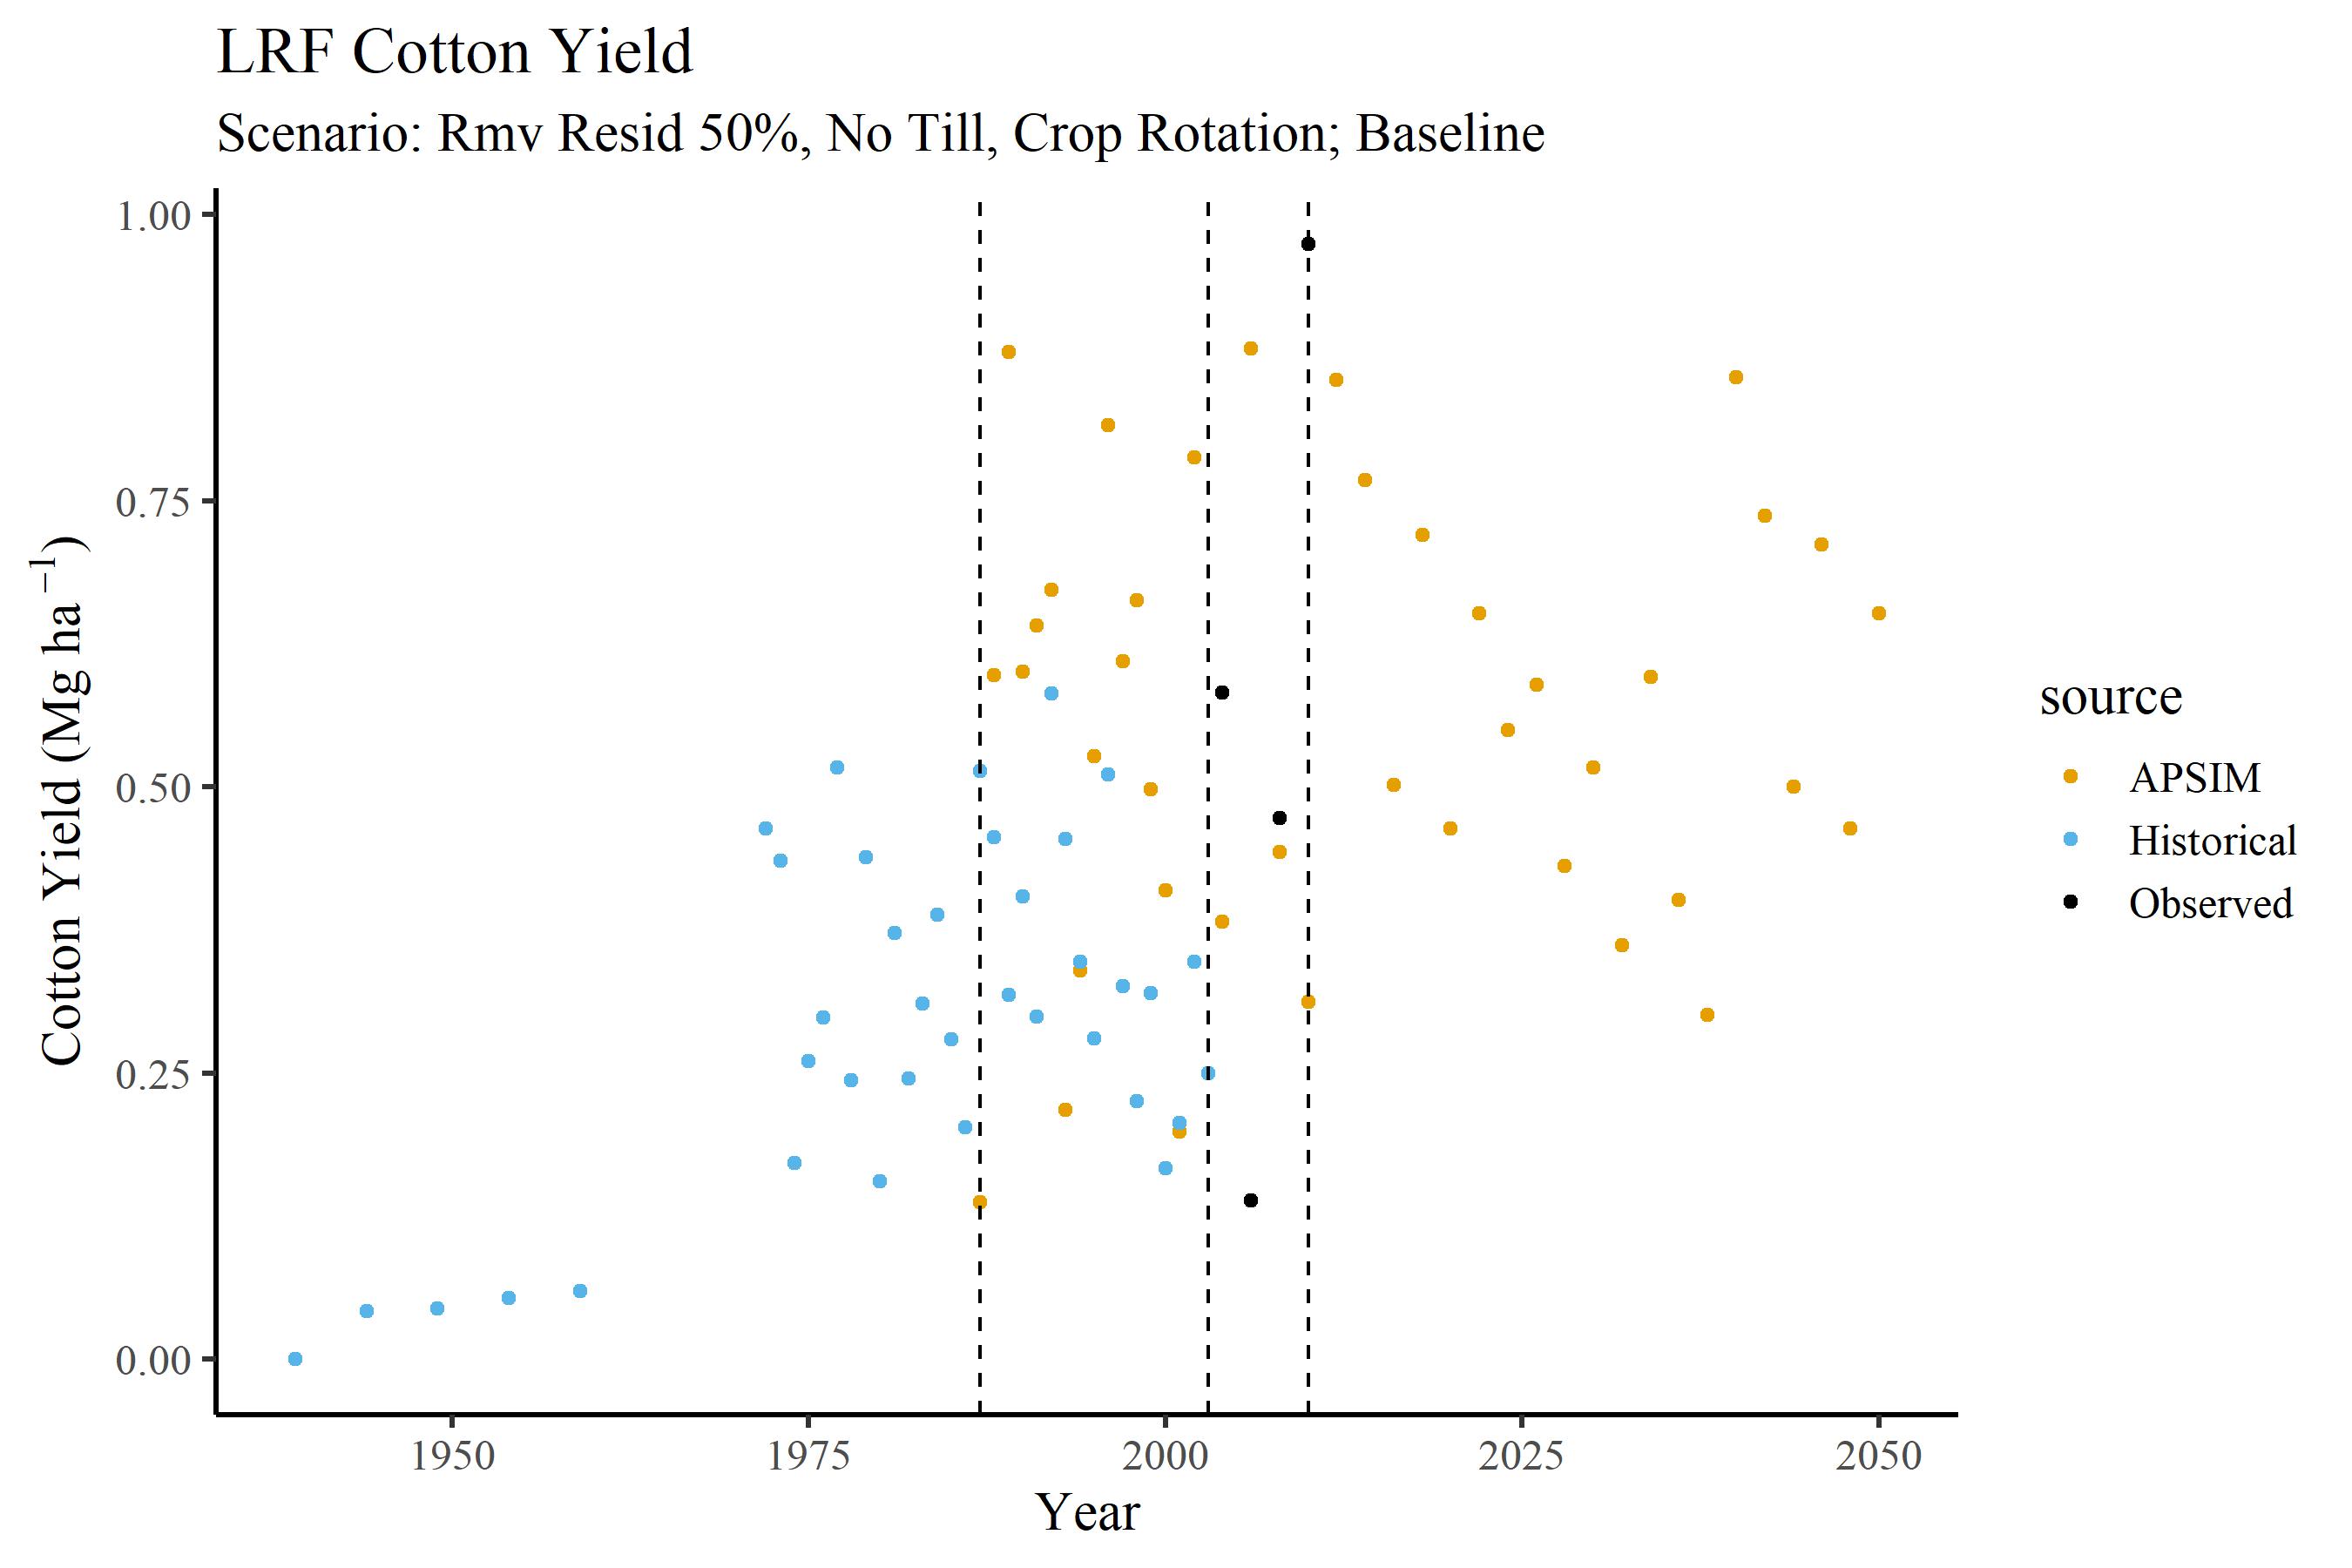 LRF Cotton Yield
Scenario: Rmv Resid 50%, No Till, Crop Rotation; Baseline
1.00
0.75
0.50
0.25
0.00
Cotton Yield (Mg ha⁻¹)
1950
1975
2000
2025
2050
Year
source
APSIM
Historical
Observed